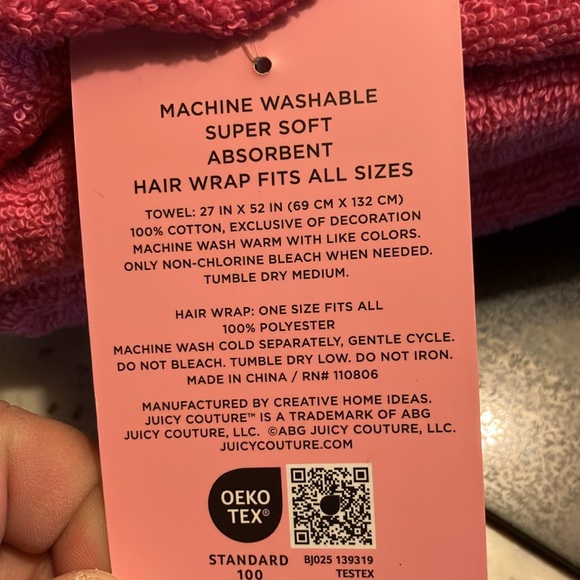 MACHINE WASHABLE
SUPER SOFT
ABSORBENT
HAIR WRAP FITS ALL SIZES
TOWEL: 27 IN X 52 IN (69 CM X 132 CM)
100% COTTON, EXCLUSIVE OF DECORATION
MACHINE WASH WARM WITH LIKE COLORS.
ONLY NON-CHLORINE BLEACH WHEN NEEDED.
TUMBLE DRY MEDIUM.
HAIR WRAP: ONE SIZE FITS ALL
100% POLYESTER
MACHINE WASH COLD SEPARATELY, GENTLE CYCLE.
DO NOT BLEACH. TUMBLE DRY LOW. DO NOT IRON.
MADE IN CHINA / RN# 110806
MANUFACTURED BY CREATIVE HOME IDEAS.
JUICY COUTURE™ IS A TRADEMARK OF ABG
JUICY COUTURE, LLC. ©ABG JUICY COUTURE, LLC.
JUICYCOUTURE.COM
OEKO
TEX®
STANDARD
100
BJ025 139319
TESTEX